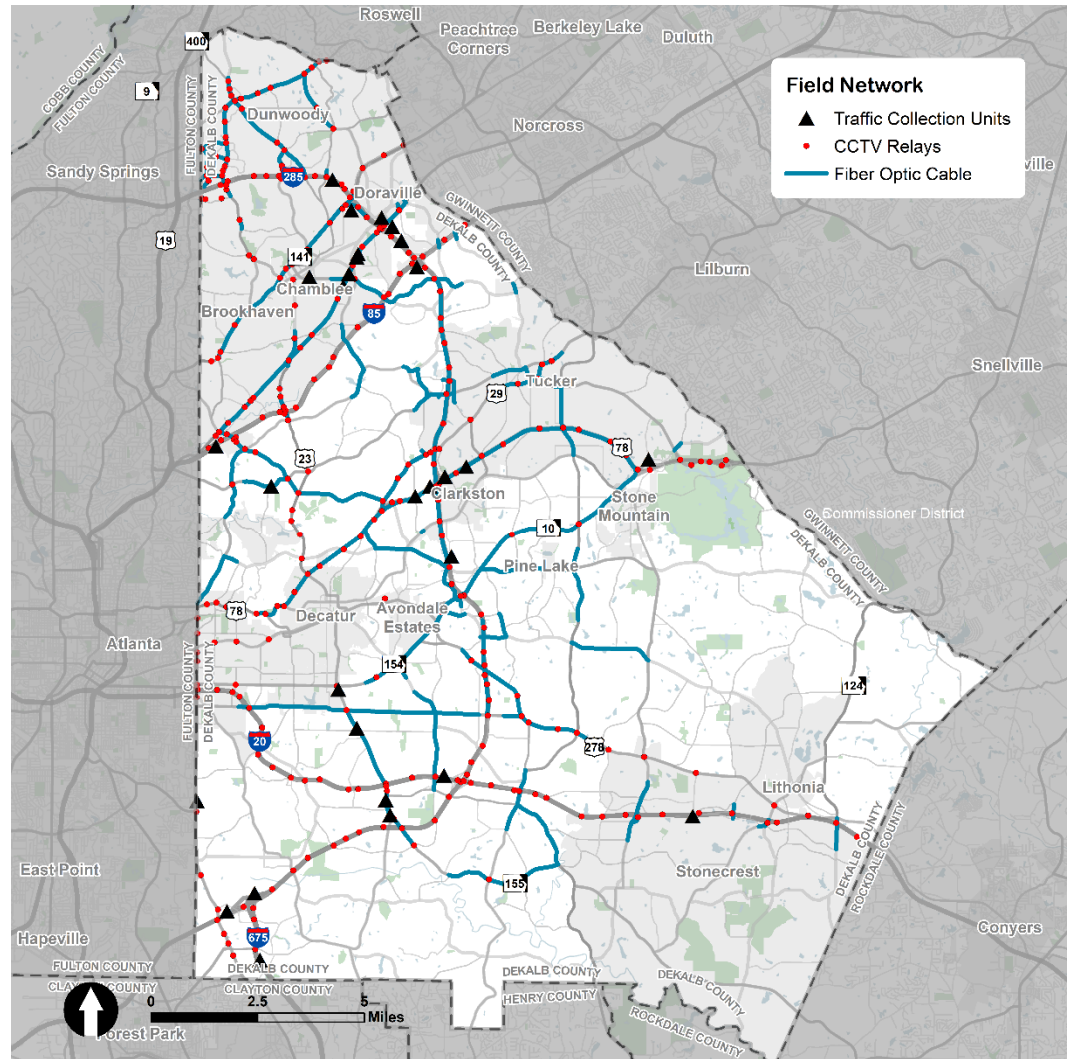 Roswell
400
Peachtree
Corners
Berkeley Lake
Duluth
COBB COUNTY
FULTON COUNTY
9
Field Network
Traffic Collection Units
CCTV Relays
Fiber Optic Cable
Dunwoody
Norcross
FULTON COUNTY
DEKALB COUNTY
Sandy Springs
285
Doraville
GWINNETT COUNTY
DEKALB COUNTY
19
141
Chamblee
Lilburn
85
Brookhaven
Snellville
Tucker
29
78
23
Clarkston
Stone
Mountain
Commissioner District
GWINNETT COUNTY
DEKALB COUNTY
10
Pine Lake
78
Decatur
Avondale
Estates
Atlanta
154
124
FULTON COUNTY
DEKALB COUNTY
20
278
Lithonia
East Point
Stonecrest
155
DEKALB COUNTY
ROCKDALE COUNTY
Hapeville
675
Conyers
FULTON COUNTY
CLAYTON COUNTY
DEKALB COUNTY
CLAYTON COUNTY
DEKALB COUNTY
HENRY COUNTY
DEKALB COUNTY
ROCKDALE COUNTY
0 2.5 5
Miles
Forest Park